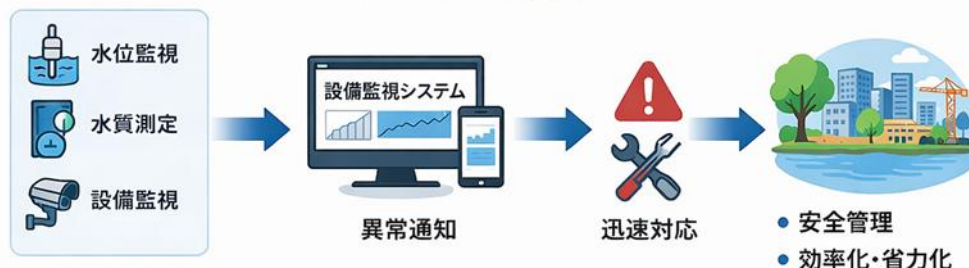 水位監視
水質測定
設備監視
設備監視システム
異常通知
迅速対応
• 安全管理
• 効率化・省力化